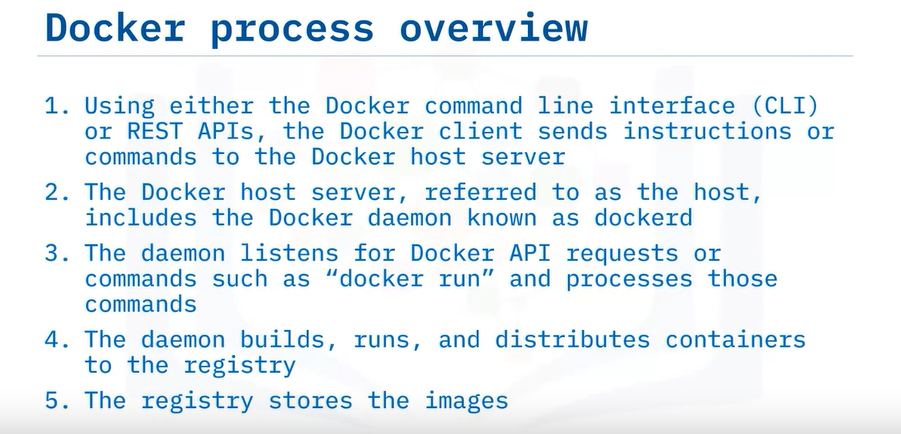 Docker process overview
1. Using either the Docker command line interface (CLI)
or REST APIs, the Docker client sends instructions or
commands to the Docker host server
2. The Docker host server, referred to as the host,
includes the Docker daemon known as dockerd
3. The daemon listens for Docker API requests or
commands such as “docker run” and processes those
commands
4. The daemon builds, runs, and distributes containers
to the registry
5. The registry stores the images